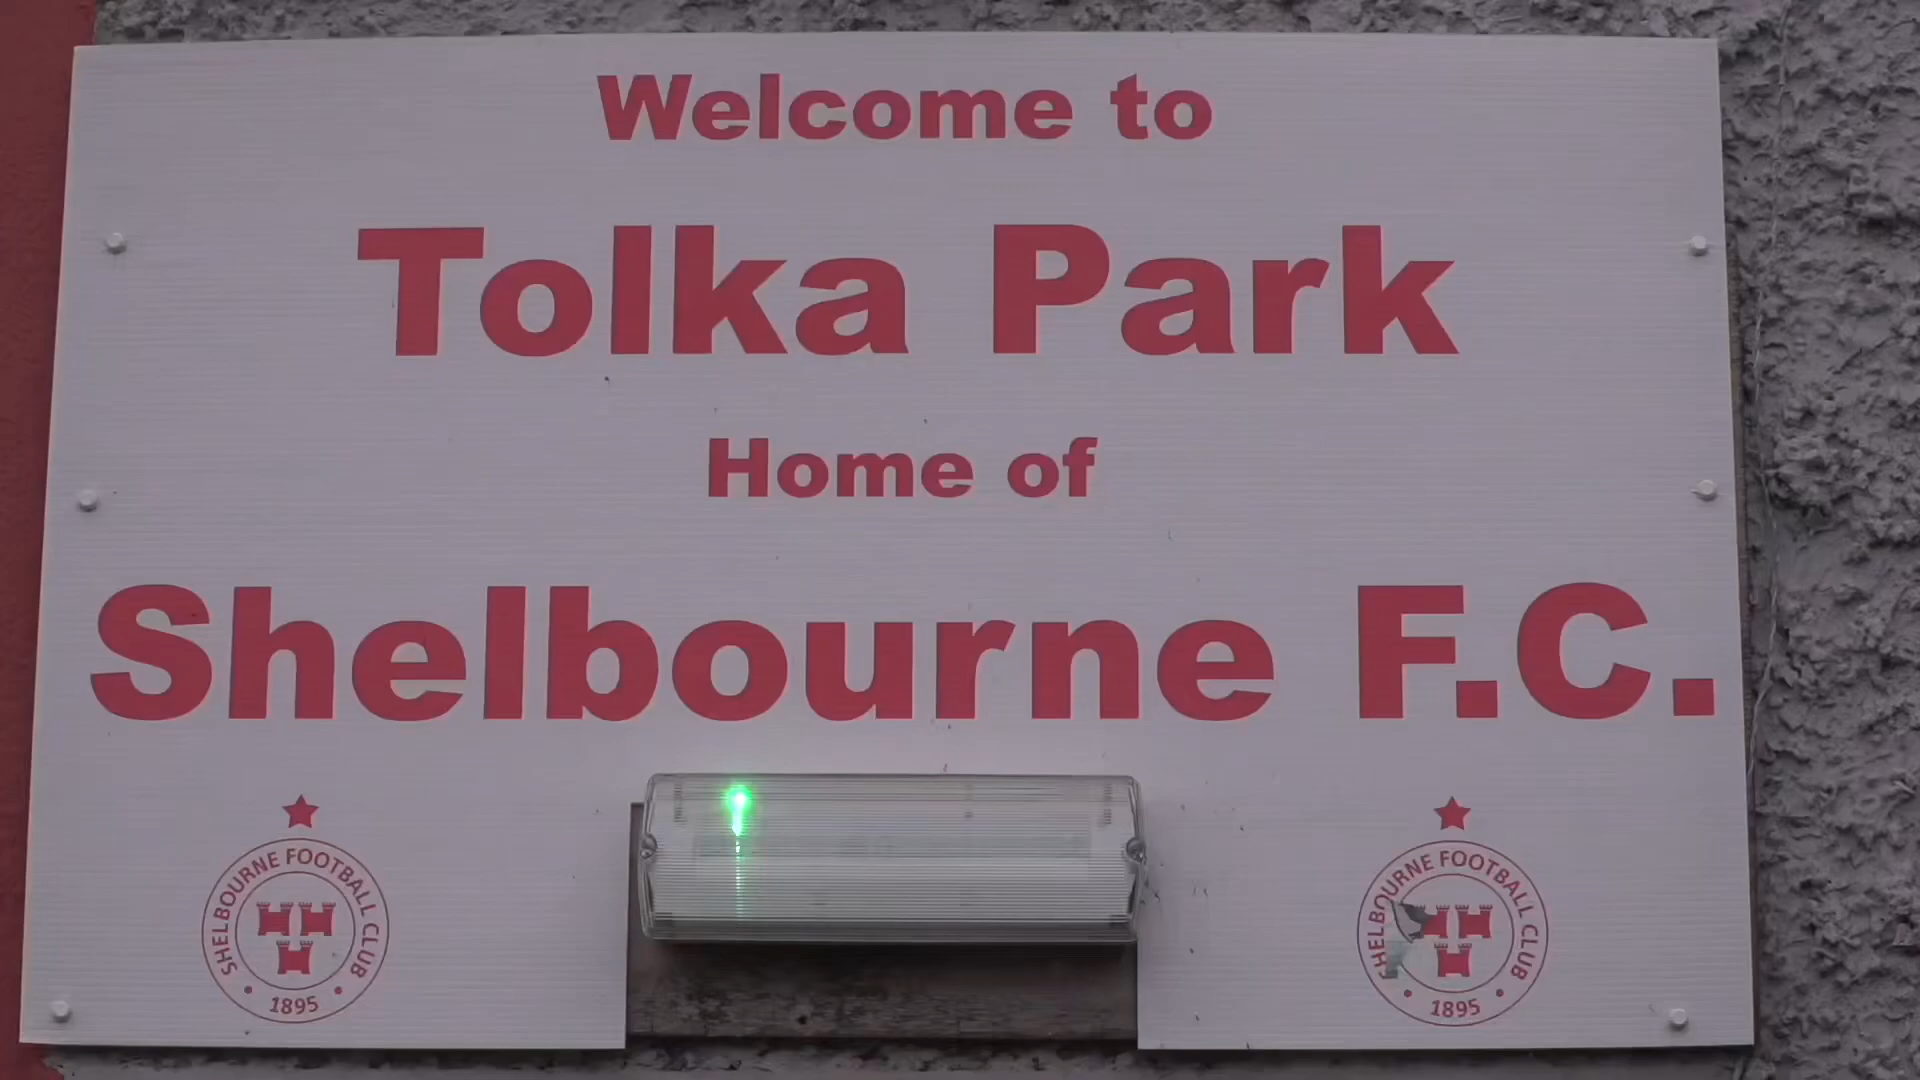 Welcome to
Tolka Park
Home of
Shelbourne F.C.
SHELBOURNE FOOTBALL CLUB
1895
SHELBOURNE FOOTBALL CLUB
1895